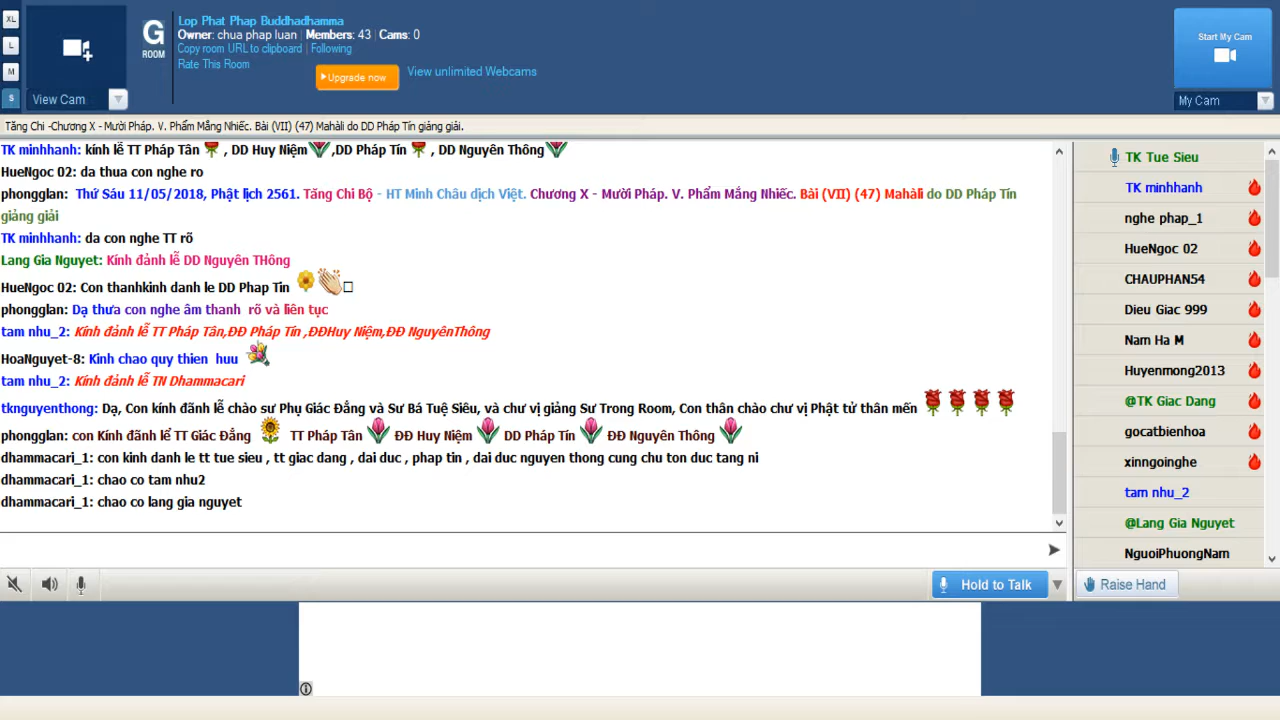 XL
L
M
S
View Cam
G
ROOM
Lop Phat Phap Buddhadhamma
Owner: chua phap luan | Members: 43 | Cams: 0
Copy room URL to clipboard | Following
Rate This Room
Upgrade now
View unlimited Webcams
Start My Cam
My Cam
Tăng Chi -Chương X - Mười Pháp. V. Phẩm Mắng Nhiếc. Bài (VII) (47) Mahàli do DD Pháp Tín giảng giải.
TK minhhanh: kính lễ TT Pháp Tân , DD Huy Niệm ,DD Pháp Tín , DD Nguyên Thông
HueNgoc 02: da thua con nghe ro
phongglan: Thứ Sáu 11/05/2018, Phật lịch 2561. Tăng Chi Bộ - HT Minh Châu dịch Việt. Chương X - Mười Pháp. V. Phẩm Mắng Nhiếc. Bài (VII) (47) Mahàli do DD Pháp Tín
giảng giải
TK minhhanh: da con nghe TT rõ
Lang Gia Nguyet: Kính đảnh lễ DD Nguyên THông
HueNgoc 02: Con thanhkinh danh le DD Phap Tin
phongglan: Dạ thưa con nghe âm thanh rõ và liên tục
tam nhu_2: Kính đảnh lễ TT Pháp Tân,ĐĐ Pháp Tín ,ĐĐHuy Niệm,ĐĐ NguyênThông
HoaNguyet-8: Kinh chao quy thien huu
tam nhu_2: Kính đảnh lễ TN Dhammacari
tknguyenthong: Dạ, Con kính đãnh lễ chào sư Phụ Giác Đẳng và Sư Bá Tuệ Siêu, và chư vị giảng Sư Trong Room, Con thân chào chư vị Phật tử thân mến
phongglan: con Kính đãnh lể TT Giác Đẳng TT Pháp Tân ĐĐ Huy Niệm DD Pháp Tín ĐĐ Nguyên Thông
dhammacari_1: con kinh danh le tt tue sieu , tt giac dang , dai duc , phap tin , dai duc nguyen thong cung chu ton duc tang ni
dhammacari_1: chao co tam nhu2
dhammacari_1: chao co lang gia nguyet
TK Tue Sieu
TK minhhanh
nghe phap_1
HueNgoc 02
CHAUPHAN54
Dieu Giac 999
Nam Ha M
Huyenmong2013
@TK Giac Dang
gocatbienhoa
xinngoinghe
tam nhu_2
@Lang Gia Nguyet
NguoiPhuongNam
Hold to Talk
Raise Hand